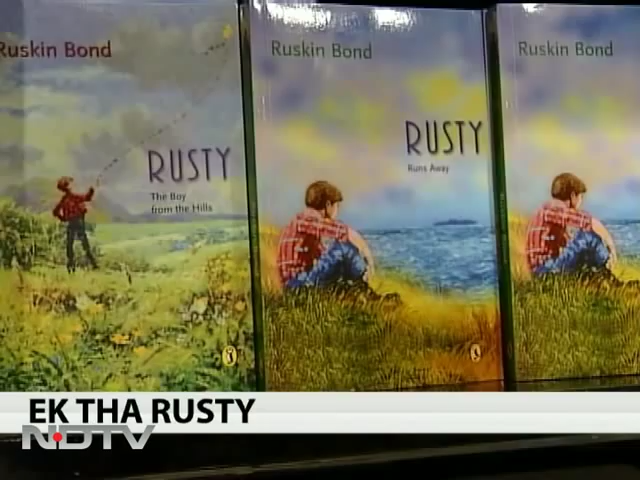 Ruskin Bond
RUSTY
The Boy
from the Hills
Ruskin Bond
RUSTY
Runs Away
Ruskin Bond
EK THA RUSTY
NDTV